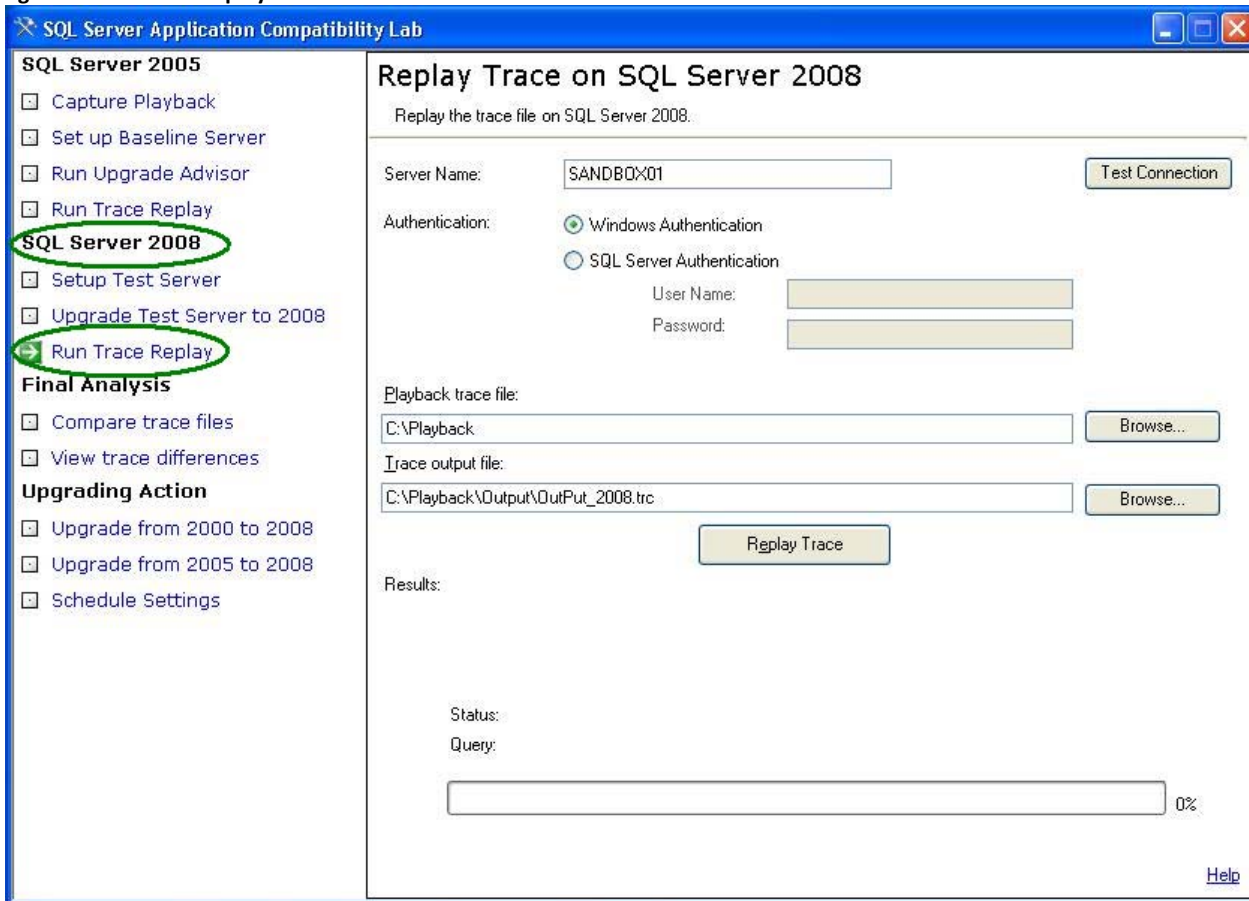 SQL Server Application Compatibility Lab
SQL Server 2005
Capture Playback
Set up Baseline Server
Run Upgrade Advisor
Run Trace Replay
SQL Server 2008
Setup Test Server
Upgrade Test Server to 2008
Run Trace Replay
Final Analysis
Compare trace files
View trace differences
Upgrading Action
Upgrade from 2000 to 2008
Upgrade from 2005 to 2008
Schedule Settings
Replay Trace on SQL Server 2008
Replay the trace file on SQL Server 2008.
Server Name: SANDBOX01 Test Connection
Authentication: Windows Authentication
SQL Server Authentication
User Name:
Password:
Playback trace file:
C:\Playback Browse...
Trace output file:
C:\Playback\Output\OutPut_2008.trc Browse...
Replay Trace
Results:
Status:
Query:
0%
Help